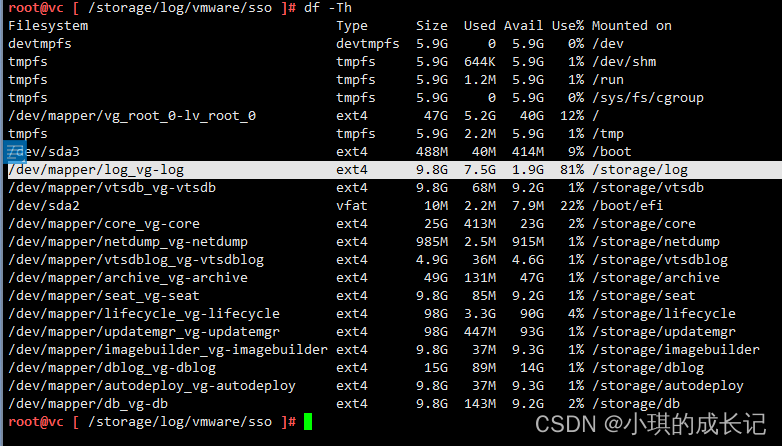 root@vc [ /storage/log/vmware/sso ]# df -Th
Filesystem Type Size Used Avail Use% Mounted on
devtmpfs devtmpfs 5.9G 0 5.9G 0% /dev
tmpfs tmpfs 5.9G 644K 5.9G 1% /dev/shm
tmpfs tmpfs 5.9G 1.2M 5.9G 1% /run
tmpfs tmpfs 5.9G 0 5.9G 0% /sys/fs/cgroup
/dev/mapper/vg_root_0-lv_root_0 ext4 47G 5.2G 40G 12% /
tmpfs tmpfs 5.9G 2.2M 5.9G 1% /tmp
/dev/sda3 ext4 488M 40M 414M 9% /boot
/dev/mapper/log_vg-log ext4 9.8G 7.5G 1.9G 81% /storage/log
/dev/mapper/vtsdb_vg-vtsdb ext4 9.8G 68M 9.2G 1% /storage/vtsdb
/dev/sda2 vfat 10M 2.2M 7.9M 22% /boot/efi
/dev/mapper/core_vg-core ext4 25G 413M 23G 2% /storage/core
/dev/mapper/netdump_vg-netdump ext4 985M 2.5M 915M 1% /storage/netdump
/dev/mapper/vtsdblog_vg-vtsdblog ext4 4.9G 36M 4.6G 1% /storage/vtsdblog
/dev/mapper/archive_vg-archive ext4 49G 131M 47G 1% /storage/archive
/dev/mapper/seat_vg-seat ext4 9.8G 85M 9.2G 1% /storage/seat
/dev/mapper/lifecycle_vg-lifecycle ext4 98G 3.3G 90G 4% /storage/lifecycle
/dev/mapper/updatemgr_vg-updatemgr ext4 98G 447M 93G 1% /storage/updatemgr
/dev/mapper/imagebuilder_vg-imagebuilder ext4 9.8G 37M 9.3G 1% /storage/imagebuilder
/dev/mapper/dblog_vg-dblog ext4 15G 89M 14G 1% /storage/dblog
/dev/mapper/autodeploy_vg-autodeploy ext4 9.8G 37M 9.3G 1% /storage/autodeploy
/dev/mapper/db_vg-db ext4 9.8G 143M 9.2G 2% /storage/db
root@vc [ /storage/log/vmware/sso ]#
CSDN @小琪的成长记